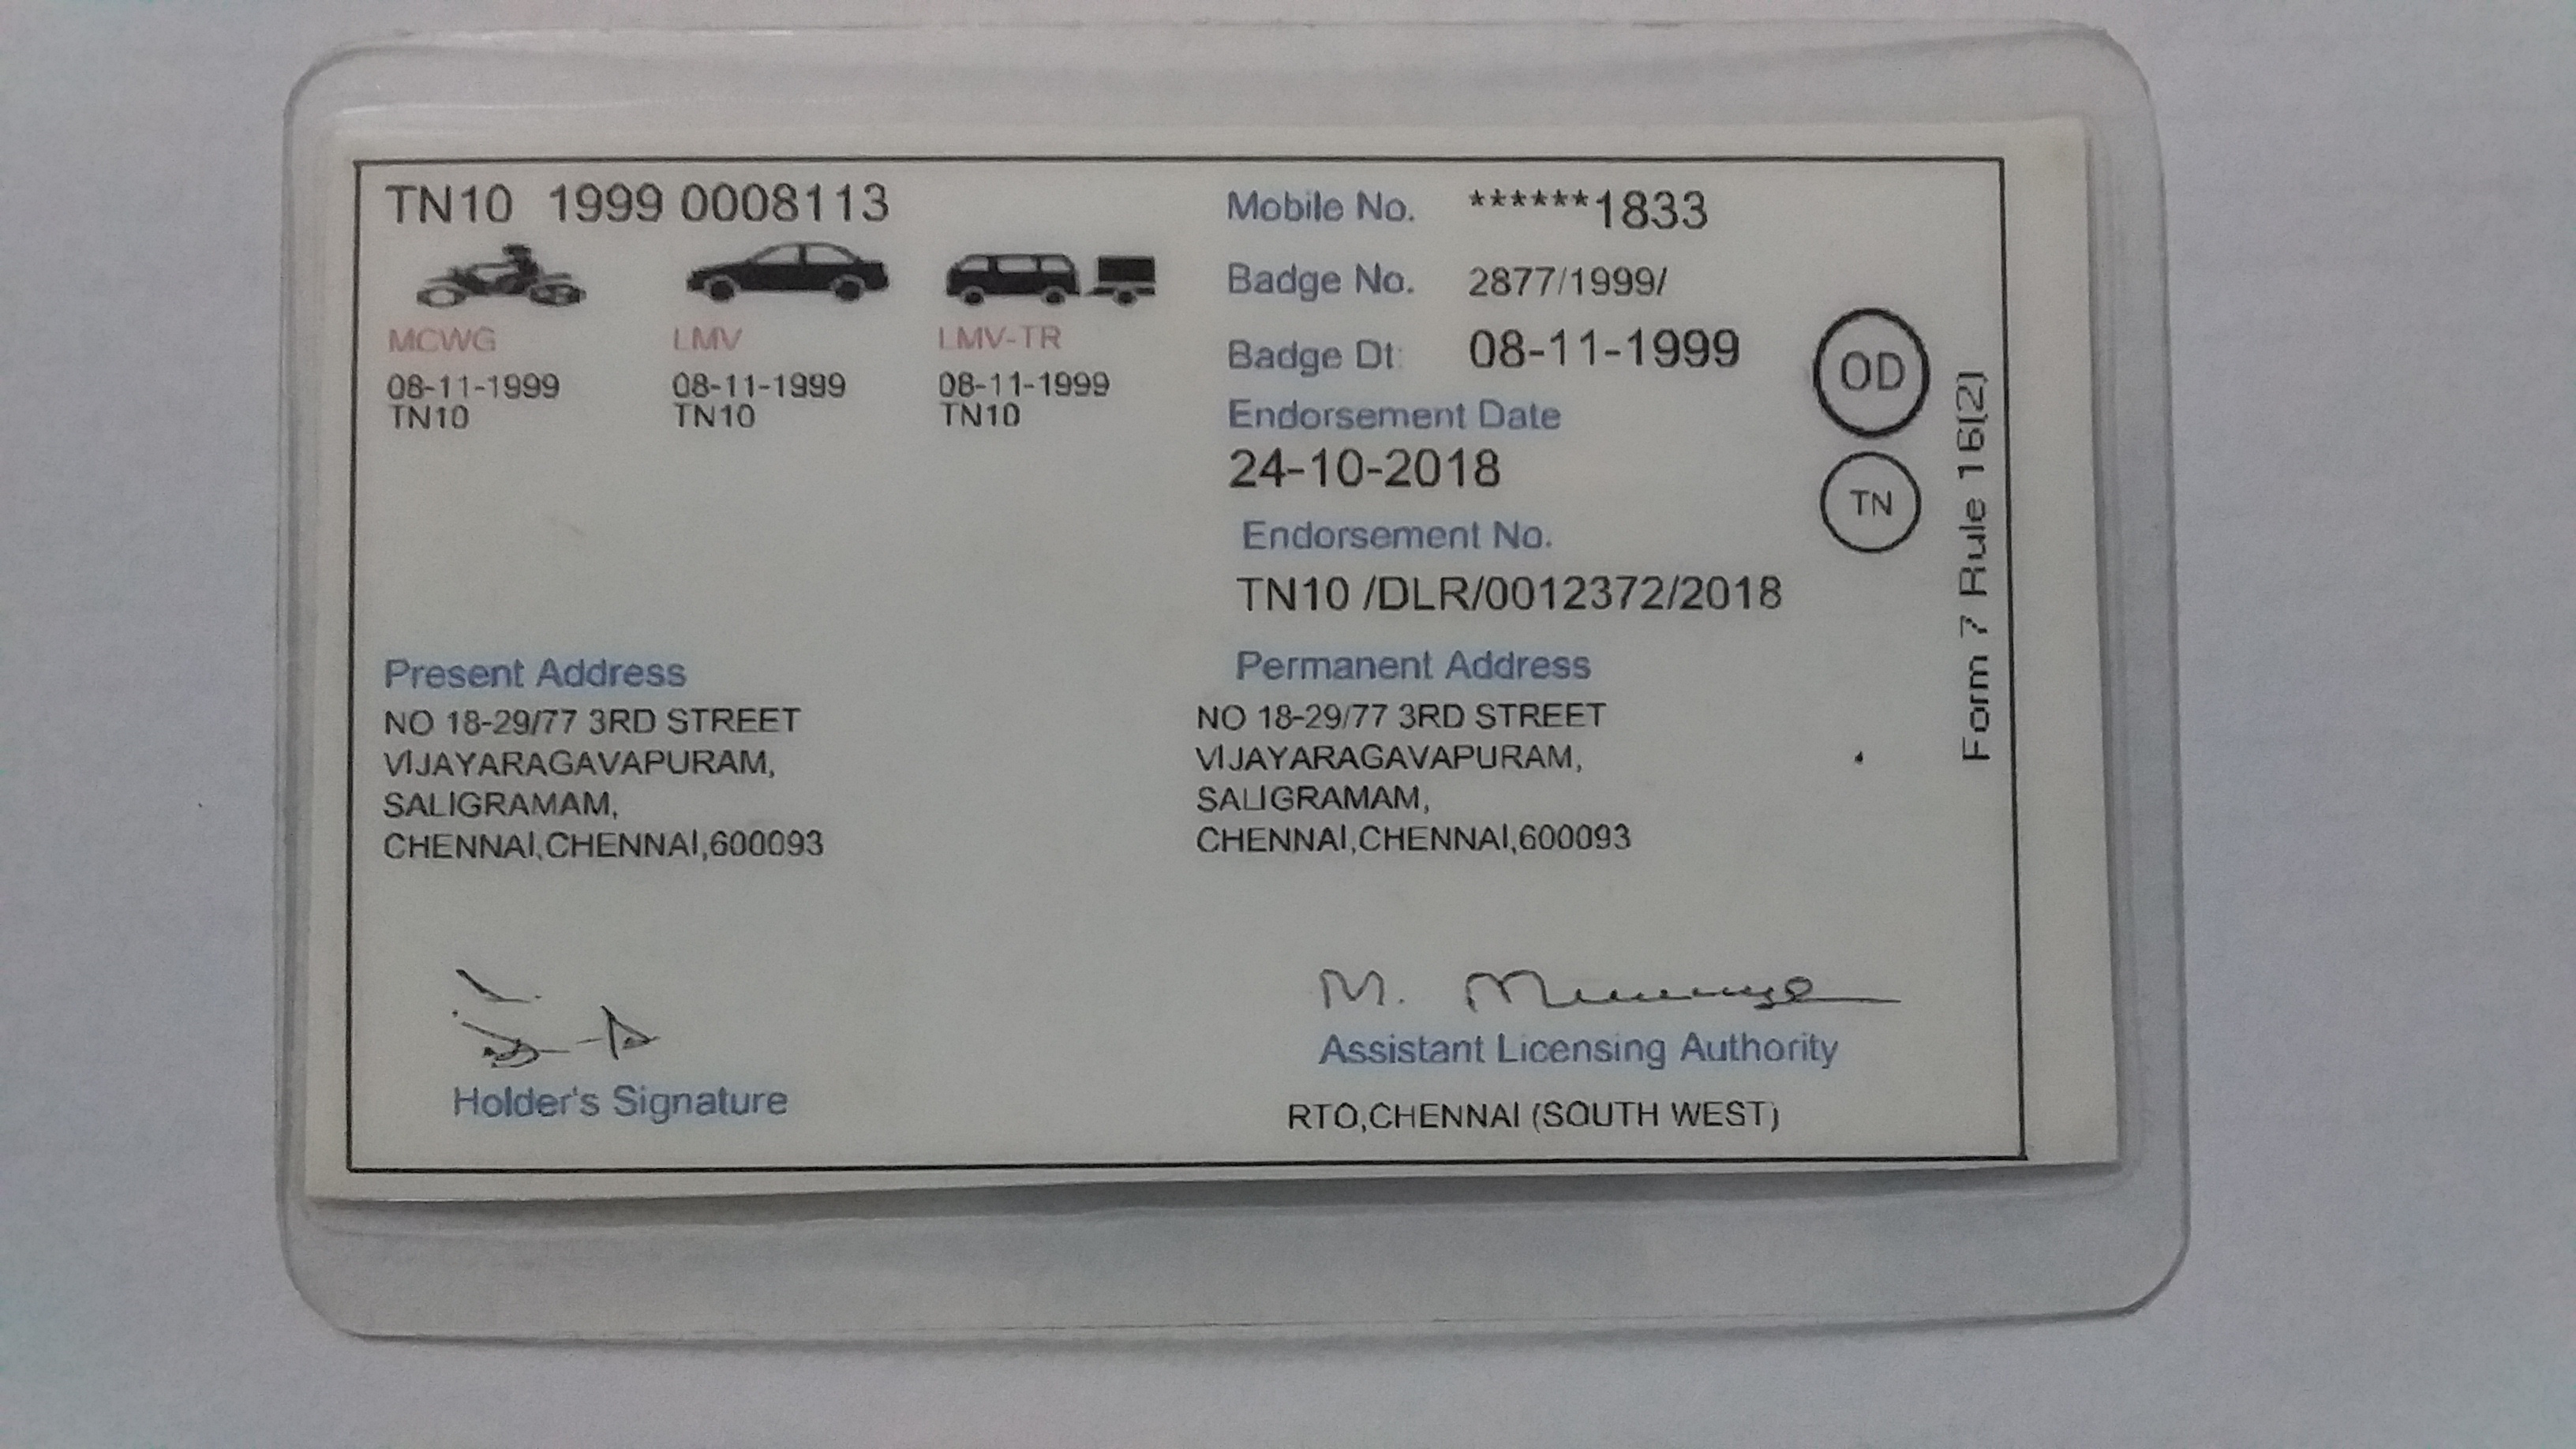 TN10 1999 0008113
MCWG LMV LMV-TR
08-11-1999 08-11-1999 08-11-1999
TN10 TN10 TN10
Mobile No. ******1833
Badge No. 2877/1999/
Badge Dt: 08-11-1999
Endorsement Date
24-10-2018
Endorsement No.
TN10 /DLR/0012372/2018
OD
TN
Form 7 Rule 16(2)
Present Address
NO 18-29/77 3RD STREET
VIJAYARAGAVAPURAM,
SALIGRAMAM,
CHENNAI,CHENNAI,600093
Permanent Address
NO 18-29/77 3RD STREET
VIJAYARAGAVAPURAM,
SALIGRAMAM,
CHENNAI,CHENNAI,600093
Holder's Signature
M.
Assistant Licensing Authority
RTO,CHENNAI (SOUTH WEST)